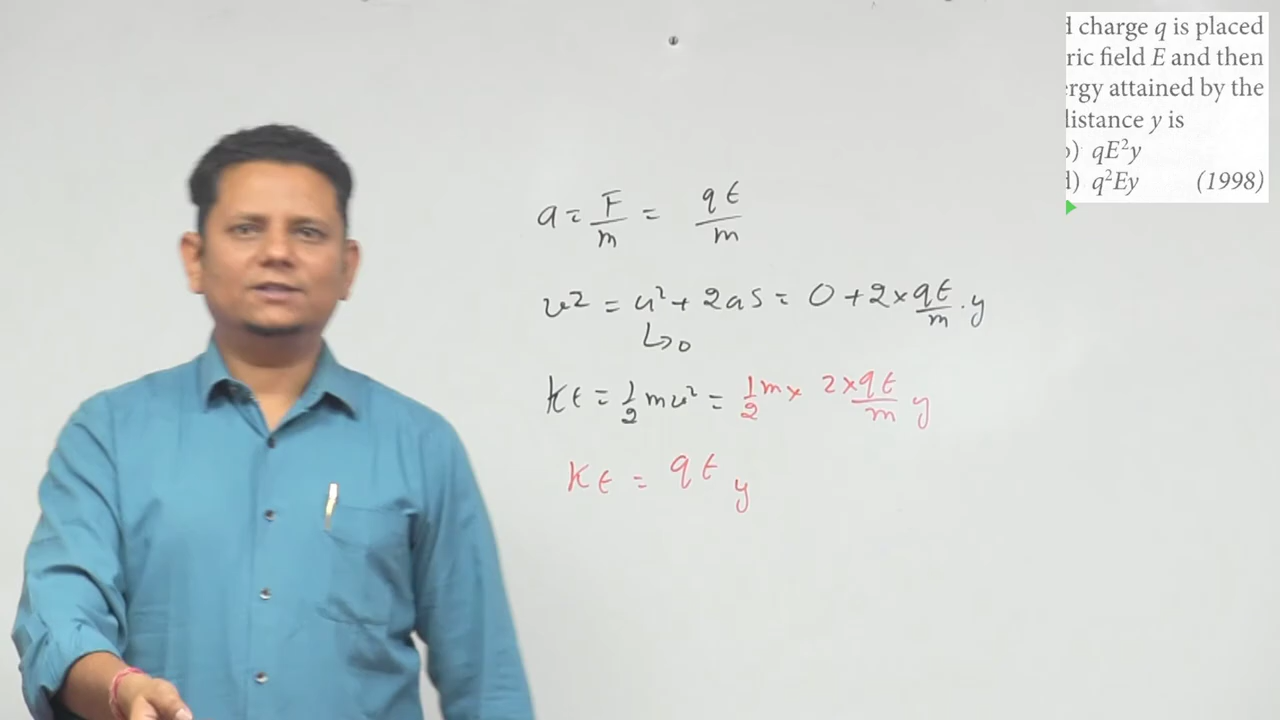 charge q is placed
ric field E and then
rgy attained by the
distance y is
) qE²y
) q²Ey (1998)
a = F/m = qE/m
v² = u² + 2as = 0 + 2 × qE/m . y
↳ 0
KE = 1/2 mv² = 1/2 m × 2 × qE/m y
KE = qE y